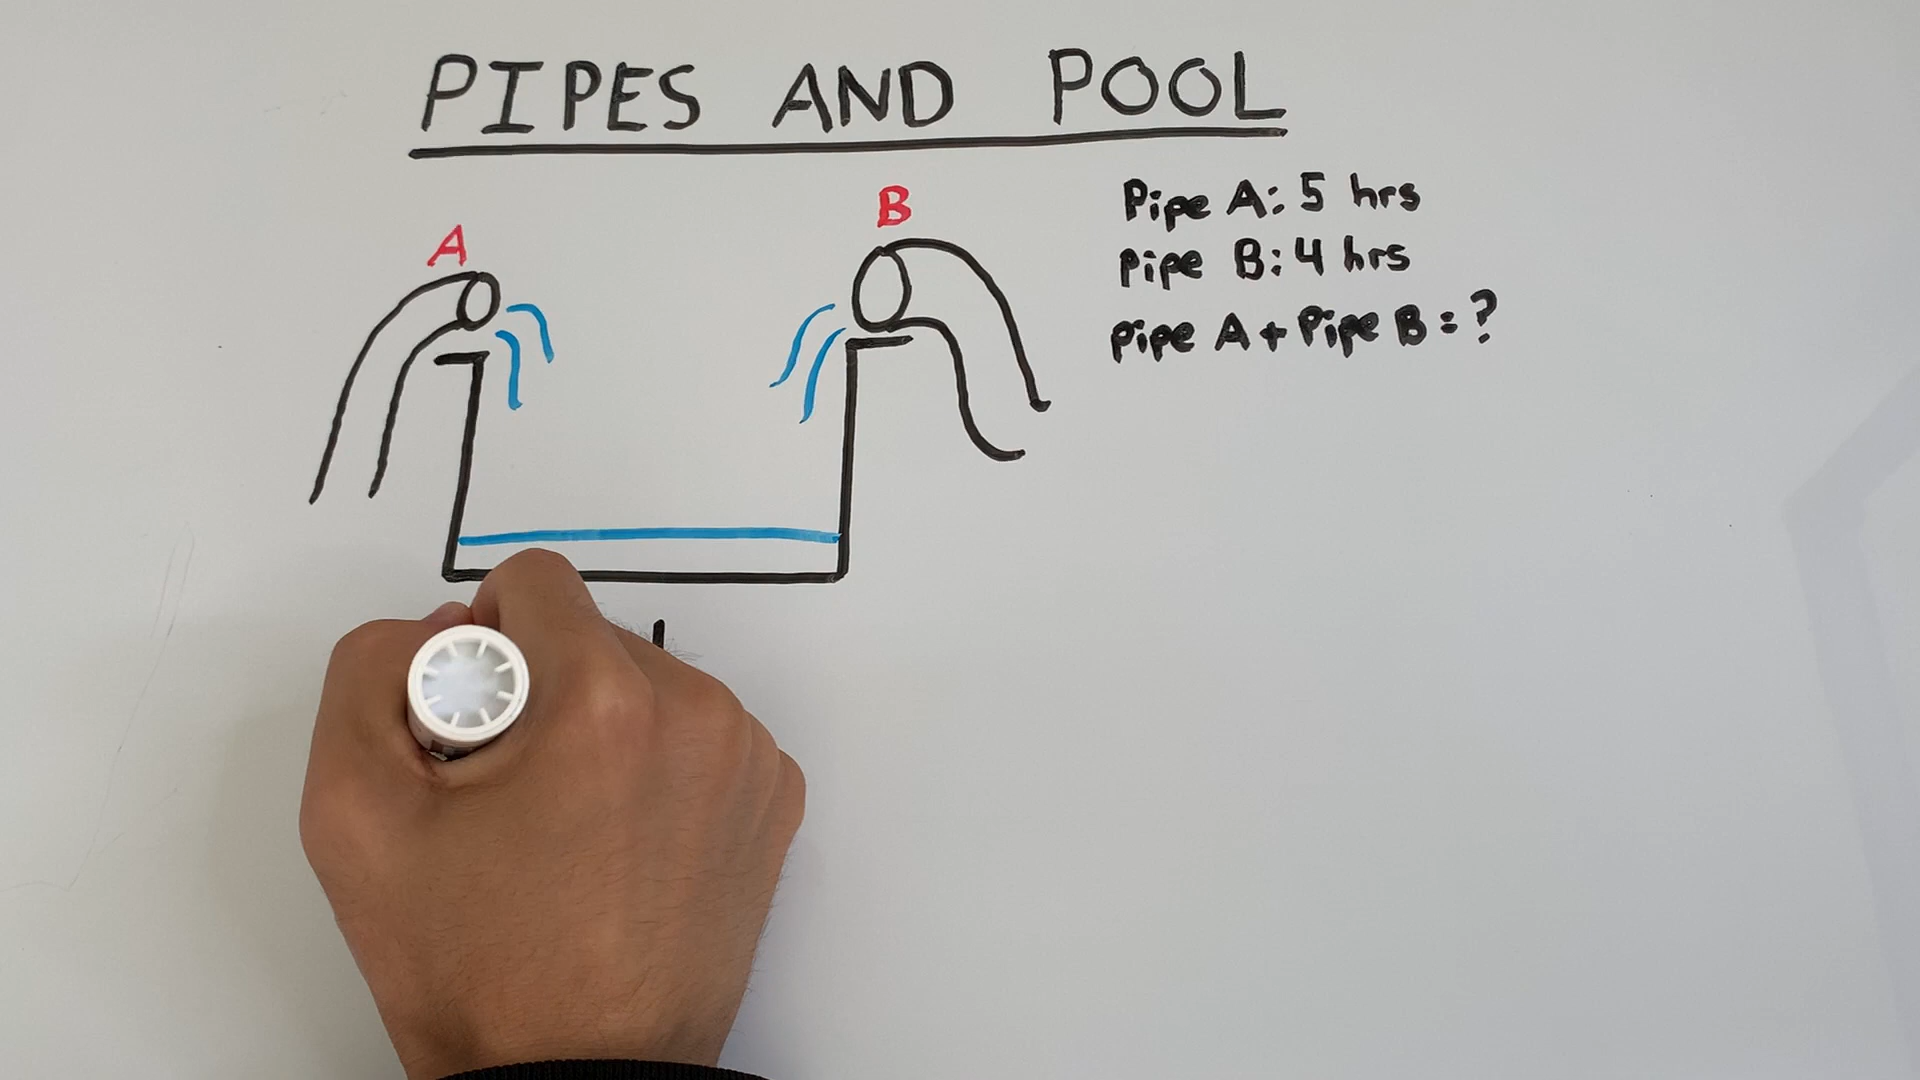 PIPES AND POOL
A
B
Pipe A: 5 hrs
Pipe B: 4 hrs
Pipe A + Pipe B = ?